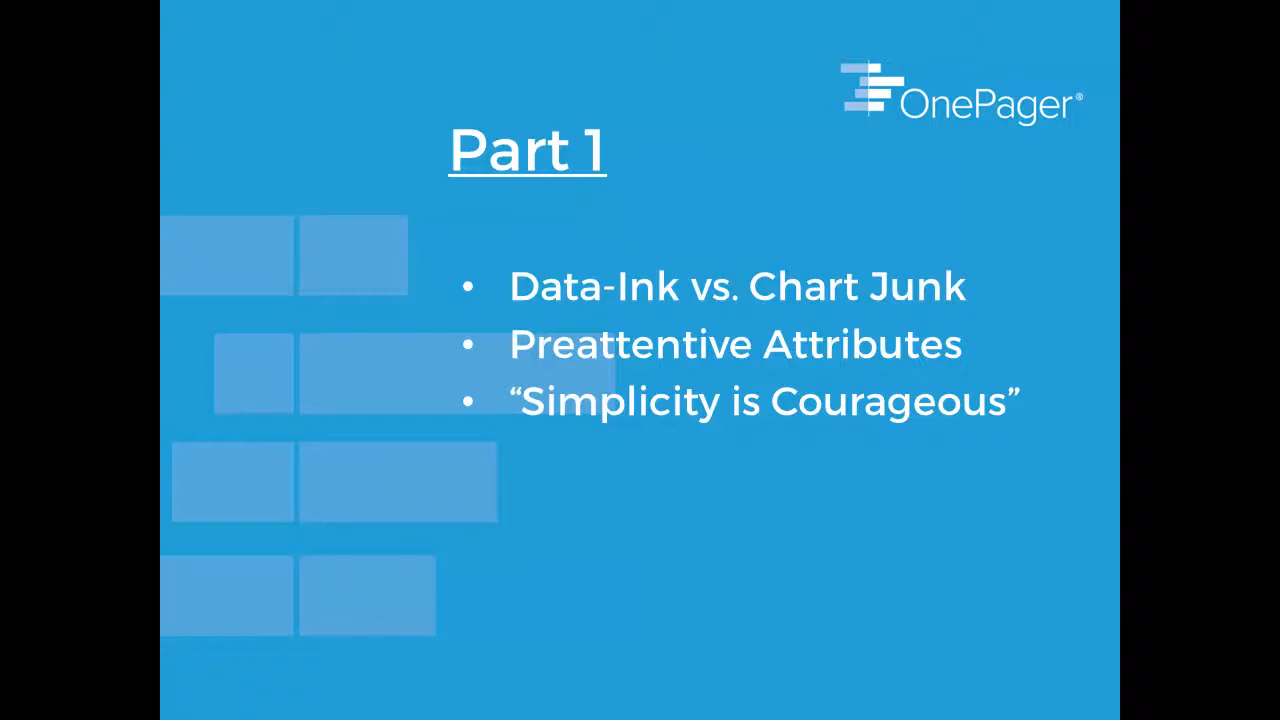 OnePager®
Part 1
• Data-Ink vs. Chart Junk
• Preattentive Attributes
• “Simplicity is Courageous”